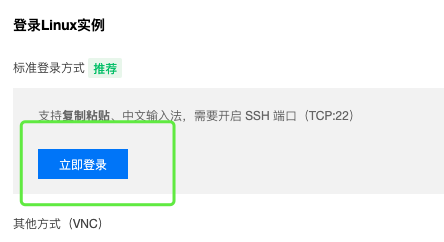 登录Linux实例
标准登录方式 推荐
支持复制粘贴、中文输入法，需要开启 SSH 端口（TCP:22）
立即登录
其他方式（VNC）